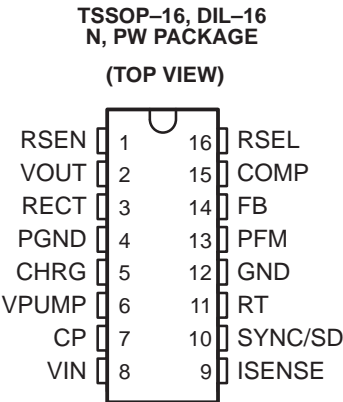 TSSOP–16, DIL–16
N, PW PACKAGE
(TOP VIEW)
RSEN 1 16 RSEL
VOUT 2 15 COMP
RECT 3 14 FB
PGND 4 13 PFM
CHRG 5 12 GND
VPUMP 6 11 RT
CP 7 10 SYNC/SD
VIN 8 9 ISENSE